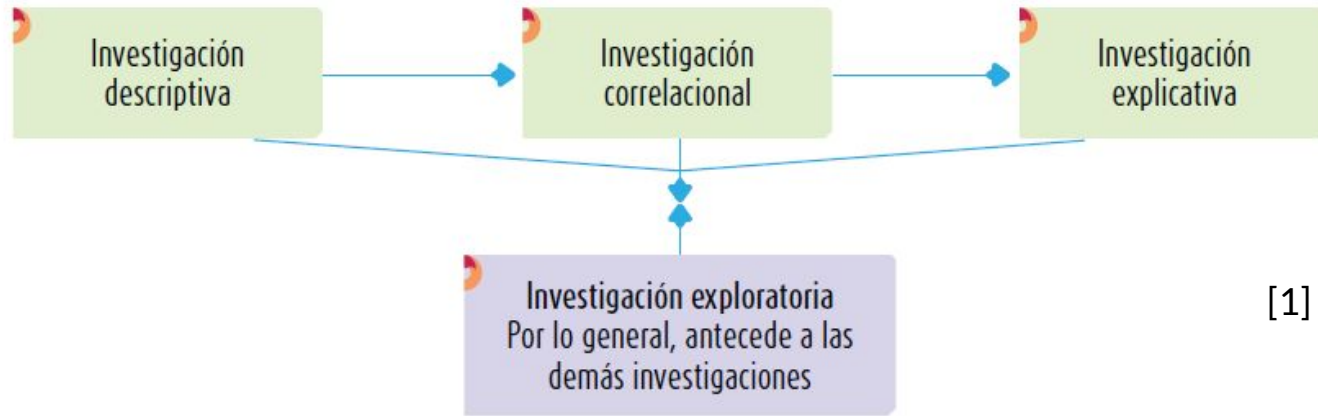 Investigación
descriptiva
Investigación
correlacional
Investigación
explicativa
Investigación exploratoria
Por lo general, antecede a las
demás investigaciones
[1]